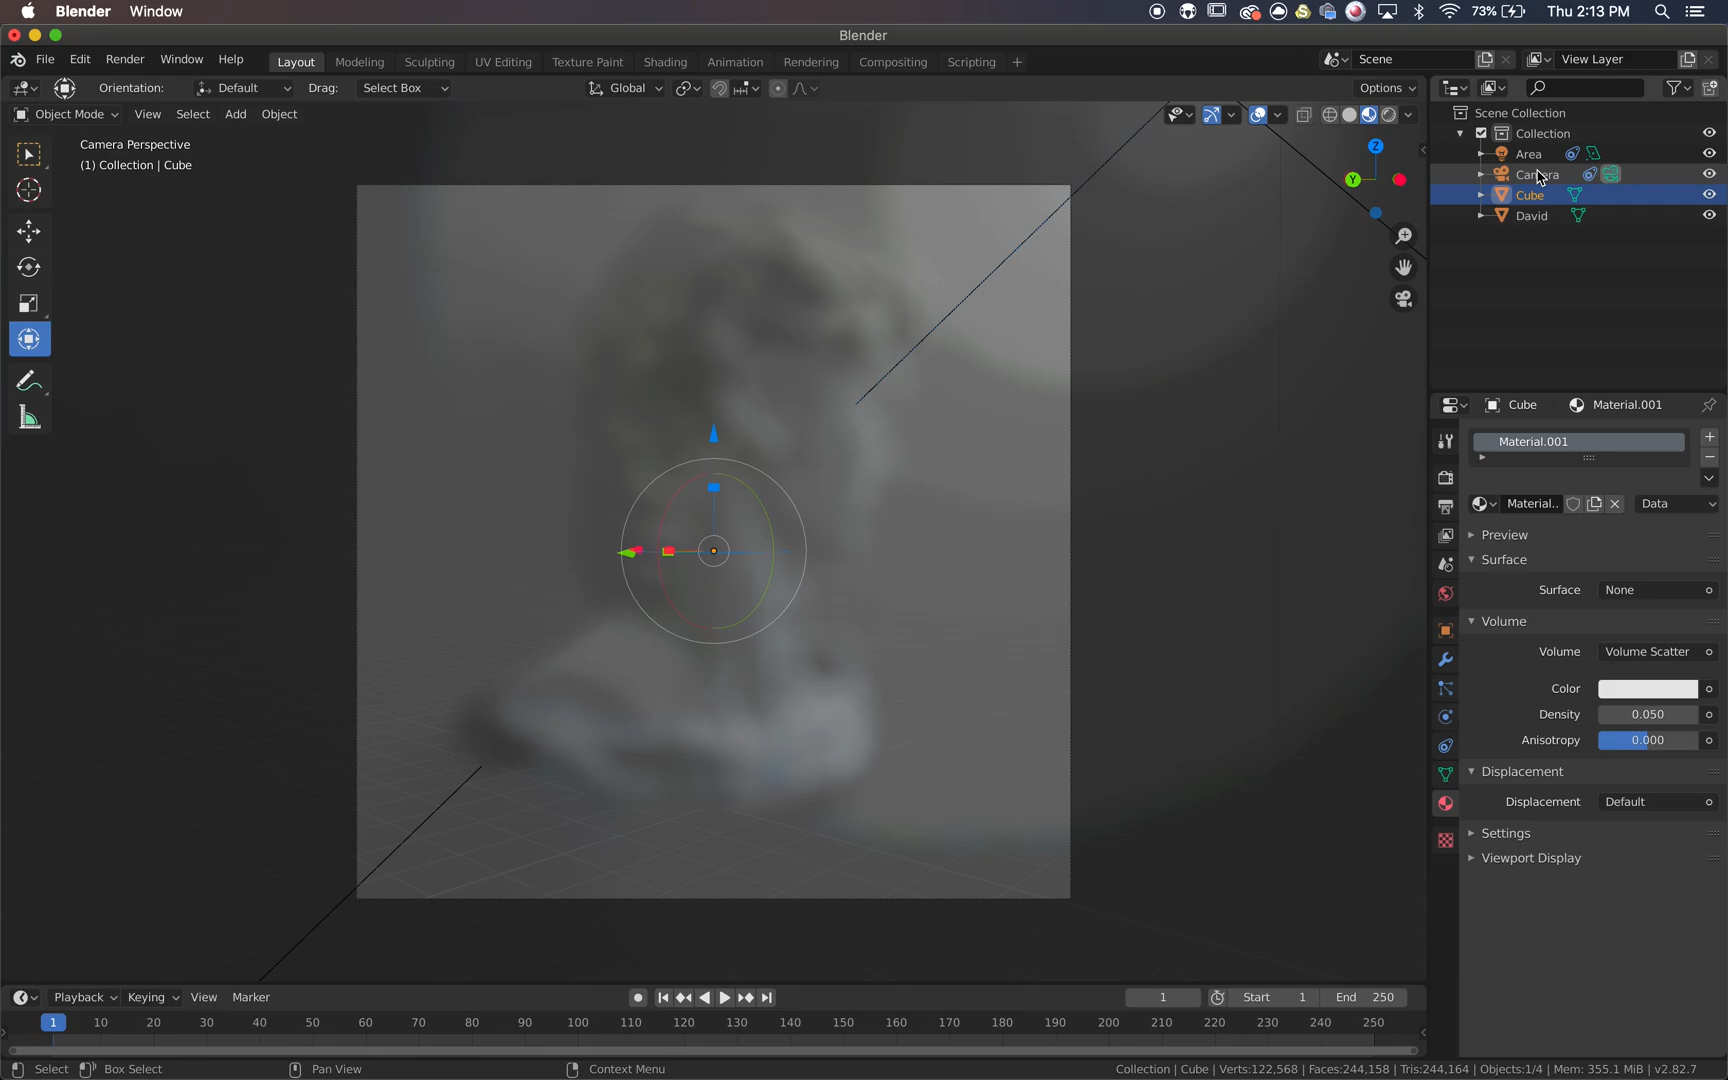 Blender Window 73% Thu 2:13 PM
Blender
File Edit Render Window Help Layout Modeling Sculpting UV Editing Texture Paint Shading Animation Rendering Compositing Scripting + Scene View Layer
Orientation: Default Drag: Select Box Global Options
Object Mode View Select Add Object
Camera Perspective
(1) Collection | Cube
Z
Y
Scene Collection
Collection
Area
Camera
Cube
David
Cube Material.001
Material.001
Material.. Data
Preview
Surface
Surface None
Volume
Volume Volume Scatter
Color
Density 0.050
Anisotropy 0.000
Displacement
Displacement Default
Settings
Viewport Display
Playback Keying View Marker 1 Start 1 End 250
1 10 20 30 40 50 60 70 80 90 100 110 120 130 140 150 160 170 180 190 200 210 220 230 240 250
Select Box Select Pan View Context Menu Collection | Cube | Verts:122,568 | Faces:244,158 | Tris:244,164 | Objects:1/4 | Mem: 355.1 MiB | v2.82.7